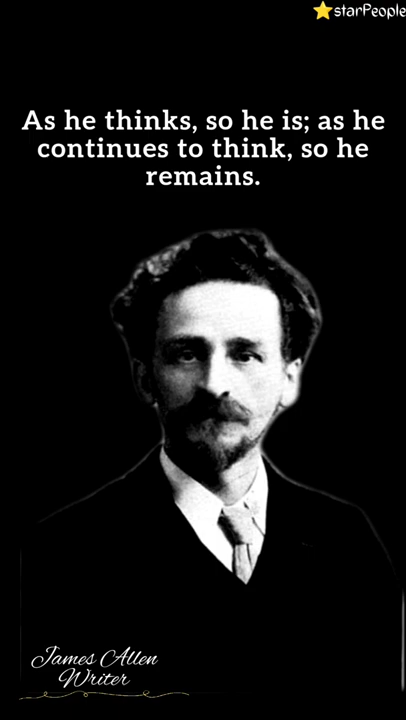 starPeople
As he thinks, so he is; as he
continues to think, so he
remains.
James Allen
Writer